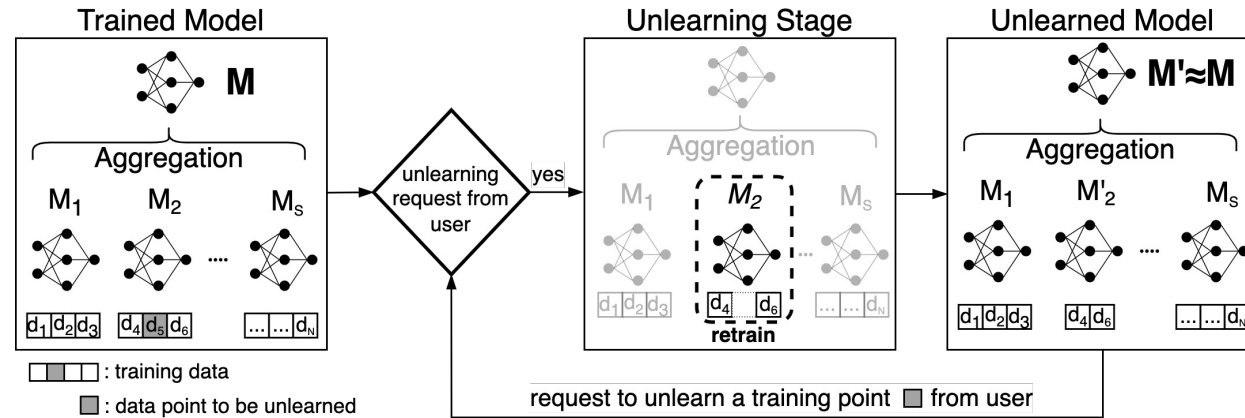 Trained Model
M
Aggregation
M1 M2 MS
....
d1 d2 d3 d4 d5 d6 ... ... dN
: training data
: data point to be unlearned
unlearning
request from
user
yes
Unlearning Stage
Aggregation
M1 M2 MS
...
d1 d2 d3 d4 d6 ... ... dN
retrain
Unlearned Model
M'≈M
Aggregation
M1 M'2 MS
....
d1 d2 d3 d4 d6 ... ... dN
request to unlearn a training point from user